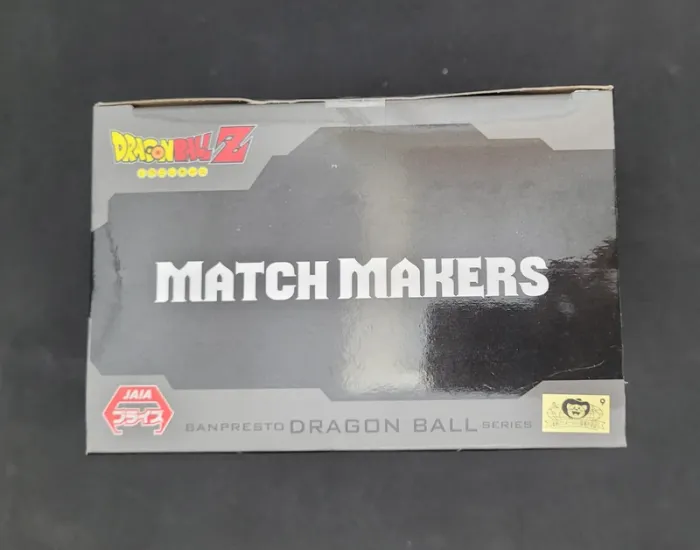 DRAGON BALL Z
MATCH MAKERS
JAIA
プライズ
BANPRESTO DRAGON BALL SERIES